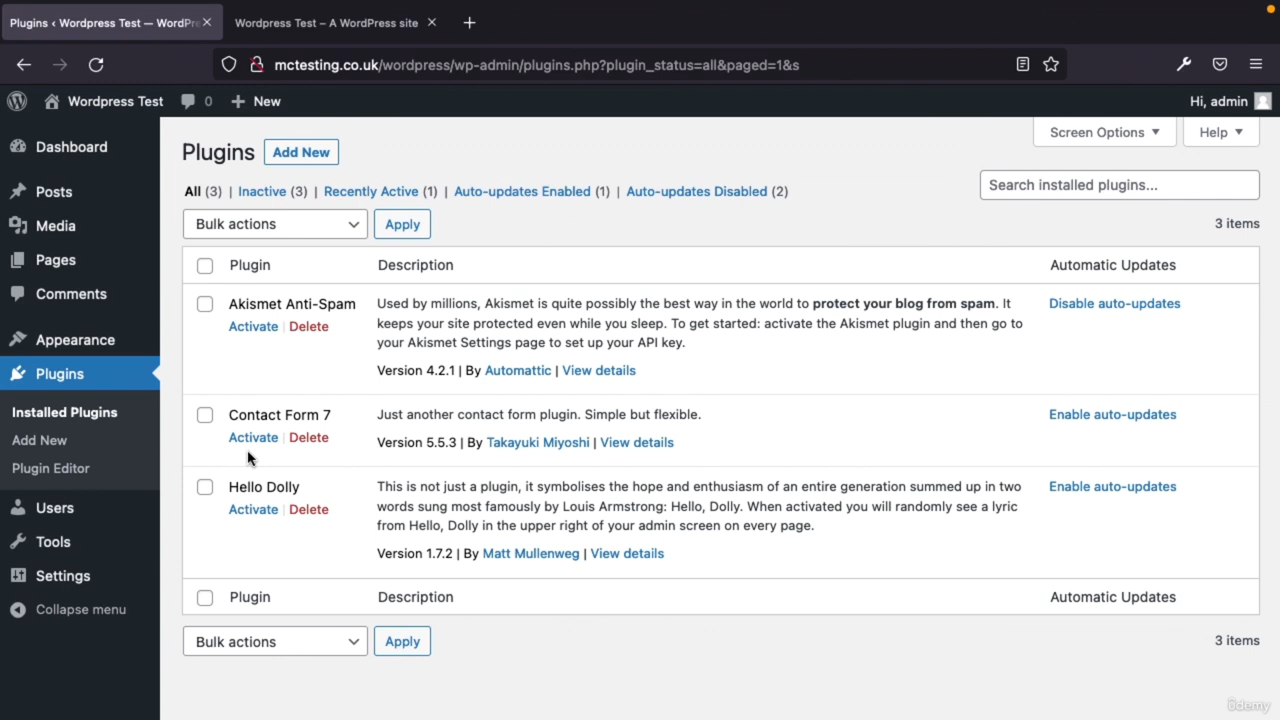 Plugins ‹ Wordpress Test — WordPr
Wordpress Test – A WordPress site
mctesting.co.uk/wordpress/wp-admin/plugins.php?plugin_status=all&paged=1&s
Wordpress Test 0 New
Hi, admin
Screen Options Help
Plugins Add New
All (3) | Inactive (3) | Recently Active (1) | Auto-updates Enabled (1) | Auto-updates Disabled (2)
Search installed plugins...
Bulk actions Apply
3 items
Dashboard
Posts
Media
Pages
Comments
Appearance
Plugins
Installed Plugins
Add New
Plugin Editor
Users
Tools
Settings
Collapse menu
Plugin Description Automatic Updates
Akismet Anti-Spam
Activate | Delete
Used by millions, Akismet is quite possibly the best way in the world to protect your blog from spam. It
keeps your site protected even while you sleep. To get started: activate the Akismet plugin and then go to
your Akismet Settings page to set up your API key.
Version 4.2.1 | By Automattic | View details
Disable auto-updates
Contact Form 7
Activate | Delete
Just another contact form plugin. Simple but flexible.
Version 5.5.3 | By Takayuki Miyoshi | View details
Enable auto-updates
Hello Dolly
Activate | Delete
This is not just a plugin, it symbolises the hope and enthusiasm of an entire generation summed up in two
words sung most famously by Louis Armstrong: Hello, Dolly. When activated you will randomly see a lyric
from Hello, Dolly in the upper right of your admin screen on every page.
Version 1.7.2 | By Matt Mullenweg | View details
Enable auto-updates
Plugin Description Automatic Updates
Bulk actions Apply
3 items
ûdemy